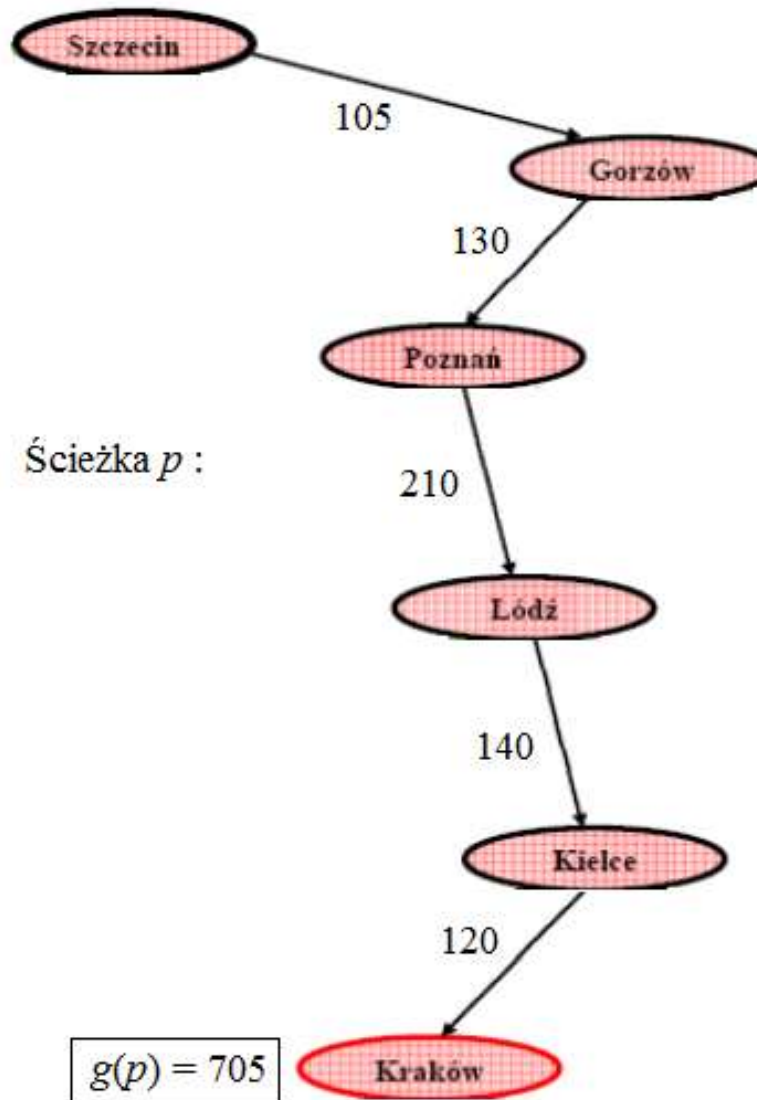 Szczecin
105
Gorzów
130
Poznań
Ścieżka p :
210
Łódź
140
Kielce
120
g(p) = 705
Kraków